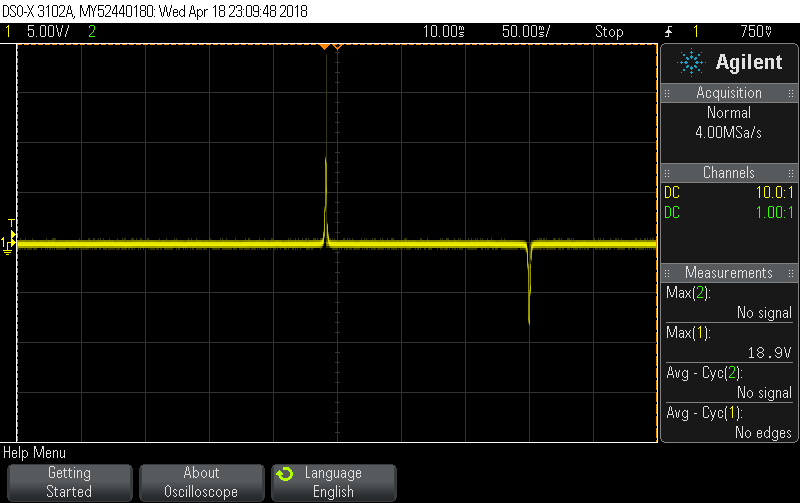 DSO-X 3102A, MY52440180: Wed Apr 18 23:09:48 2018
1 5.00V/ 2 10.00s 50.00s/ Stop 1 750V
Agilent
Acquisition
Normal
4.00MSa/s
Channels
DC 10.0:1
DC 1.00:1
Measurements
Max(2):
No signal
Max(1):
18.9V
Avg - Cyc(2):
No signal
Avg - Cyc(1):
No edges
T
1
Help Menu
Getting
Started
About
Oscilloscope
Language
English